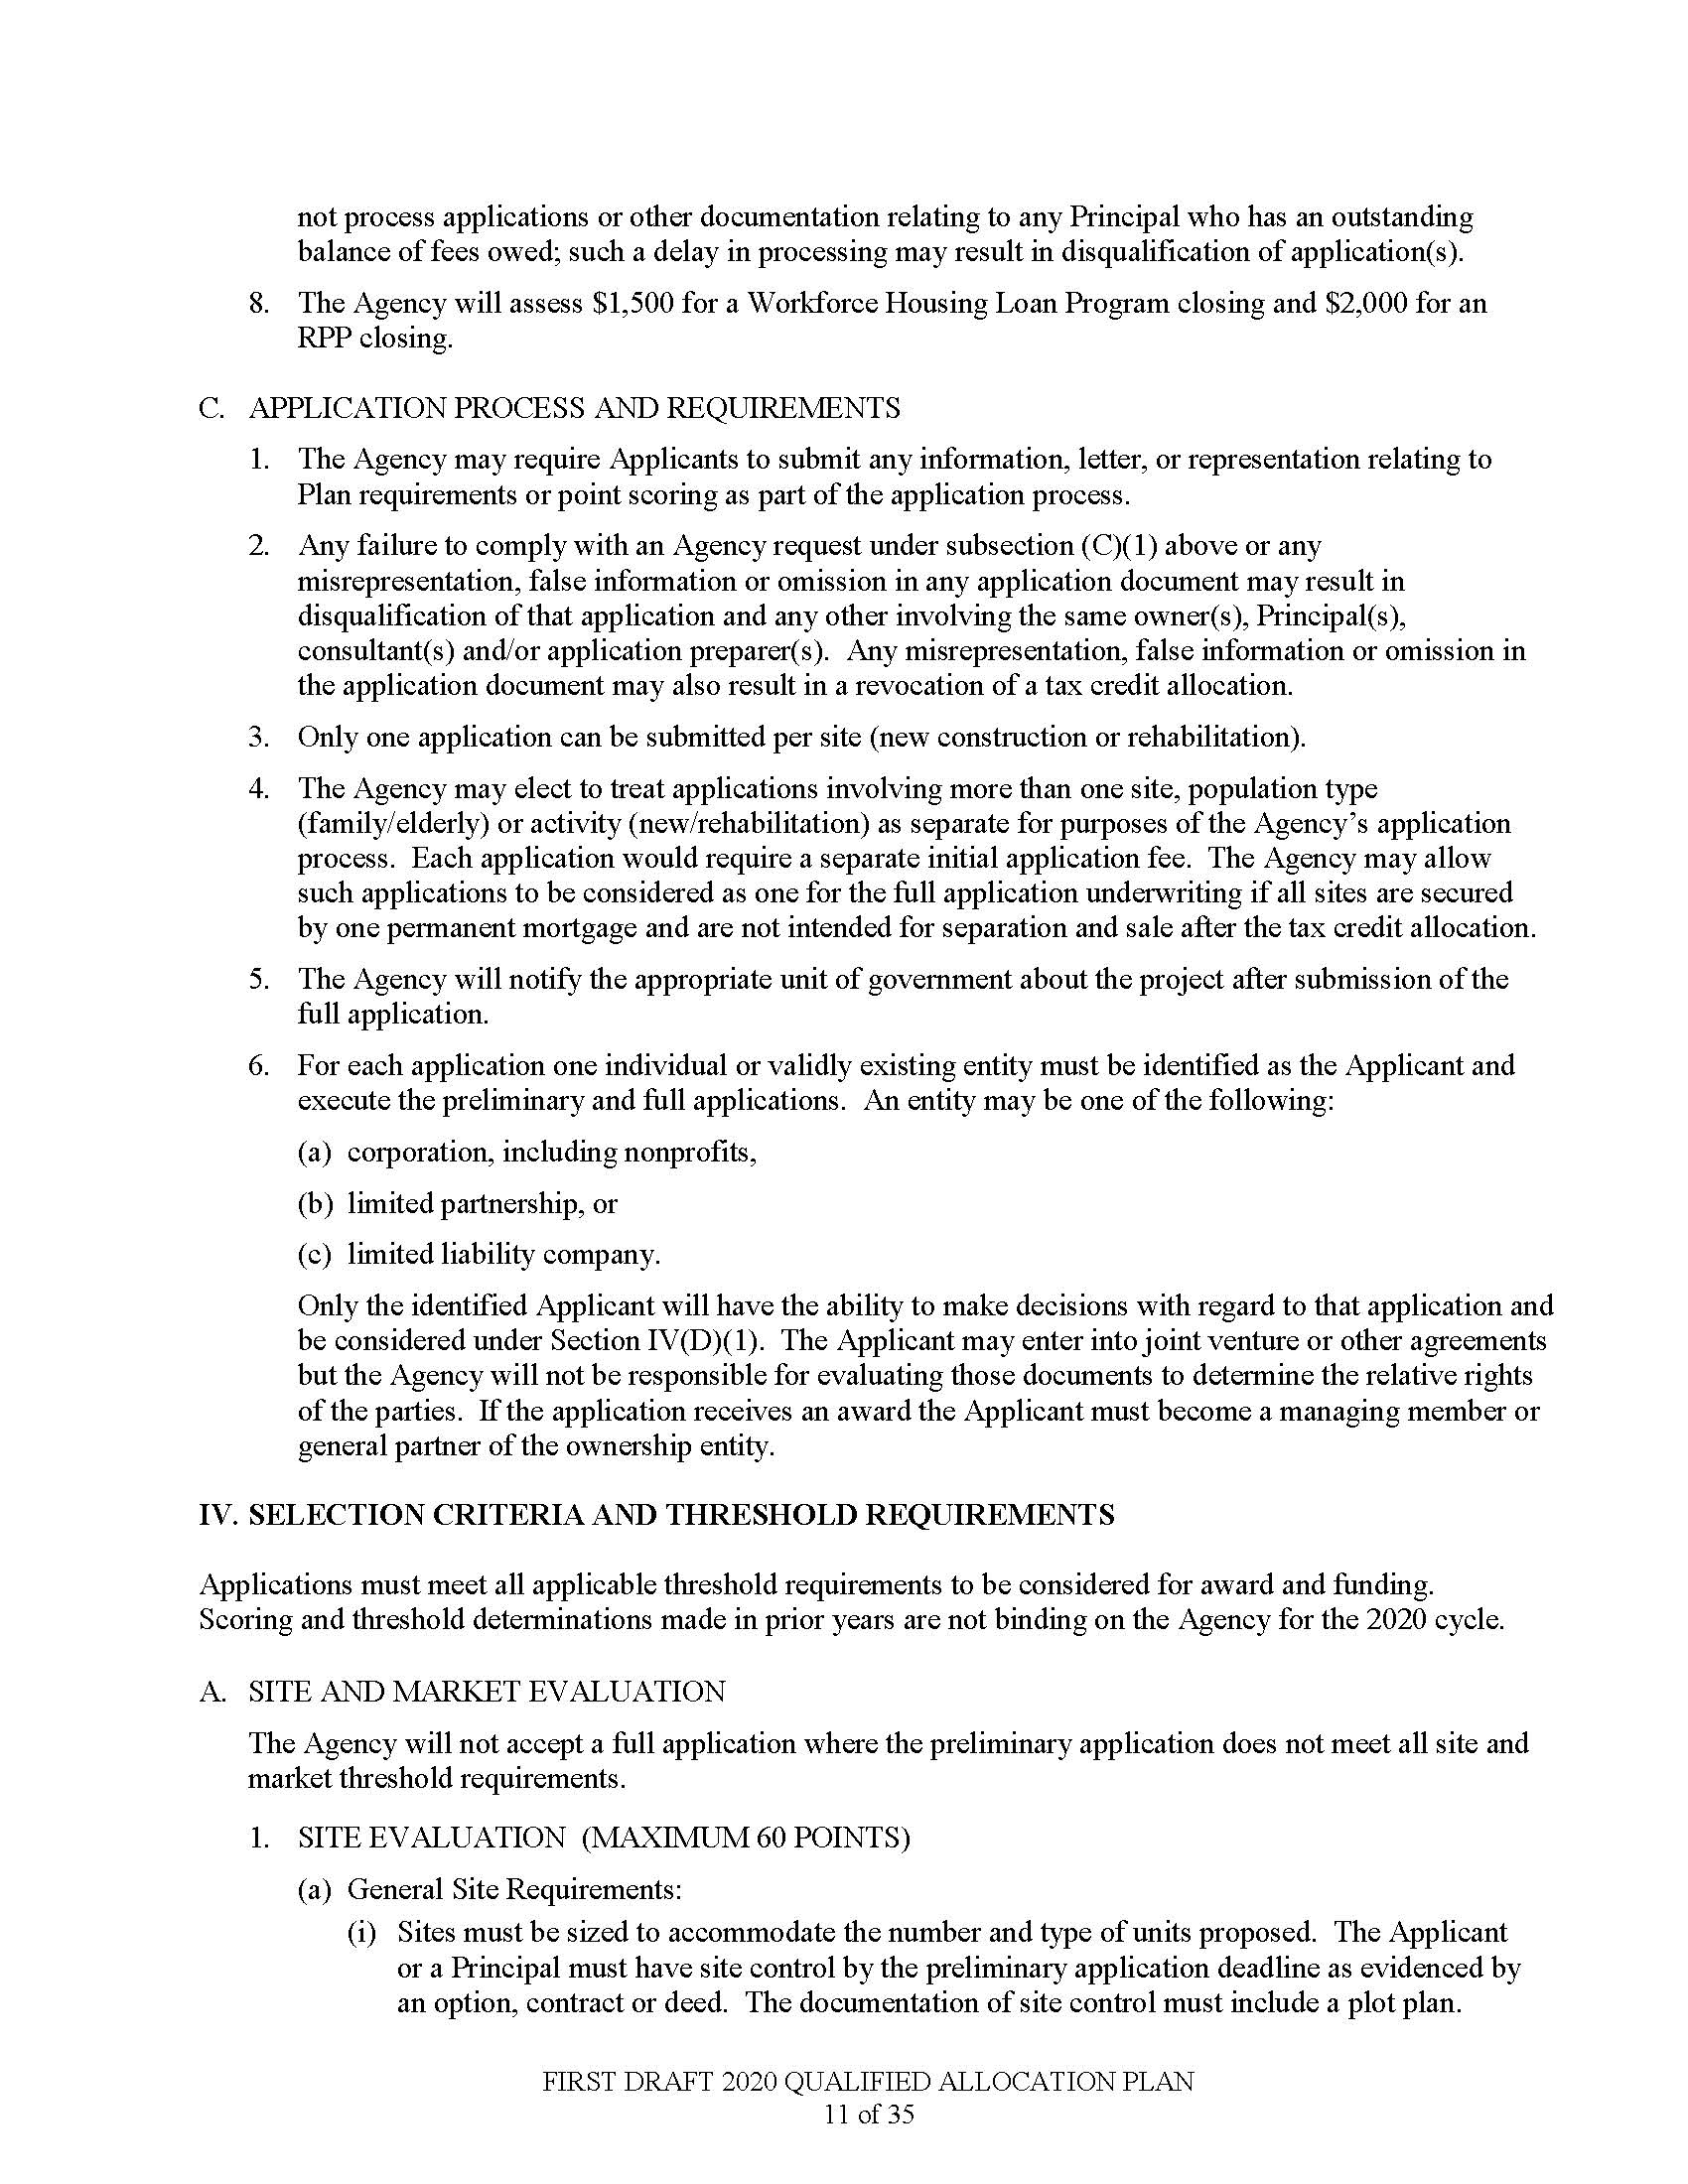 not process applications or other documentation relating to any Principal who has an outstanding
balance of fees owed; such a delay in processing may result in disqualification of application(s).
8. The Agency will assess $1,500 for a Workforce Housing Loan Program closing and $2,000 for an
RPP closing.
C. APPLICATION PROCESS AND REQUIREMENTS
1. The Agency may require Applicants to submit any information, letter, or representation relating to
Plan requirements or point scoring as part of the application process.
2. Any failure to comply with an Agency request under subsection (C)(1) above or any
misrepresentation, false information or omission in any application document may result in
disqualification of that application and any other involving the same owner(s), Principal(s),
consultant(s) and/or application preparer(s). Any misrepresentation, false information or omission in
the application document may also result in a revocation of a tax credit allocation.
3. Only one application can be submitted per site (new construction or rehabilitation).
4. The Agency may elect to treat applications involving more than one site, population type
(family/elderly) or activity (new/rehabilitation) as separate for purposes of the Agency’s application
process. Each application would require a separate initial application fee. The Agency may allow
such applications to be considered as one for the full application underwriting if all sites are secured
by one permanent mortgage and are not intended for separation and sale after the tax credit allocation.
5. The Agency will notify the appropriate unit of government about the project after submission of the
full application.
6. For each application one individual or validly existing entity must be identified as the Applicant and
execute the preliminary and full applications. An entity may be one of the following:
(a) corporation, including nonprofits,
(b) limited partnership, or
(c) limited liability company.
Only the identified Applicant will have the ability to make decisions with regard to that application and
be considered under Section IV(D)(1). The Applicant may enter into joint venture or other agreements
but the Agency will not be responsible for evaluating those documents to determine the relative rights
of the parties. If the application receives an award the Applicant must become a managing member or
general partner of the ownership entity.
IV. SELECTION CRITERIA AND THRESHOLD REQUIREMENTS
Applications must meet all applicable threshold requirements to be considered for award and funding.
Scoring and threshold determinations made in prior years are not binding on the Agency for the 2020 cycle.
A. SITE AND MARKET EVALUATION
The Agency will not accept a full application where the preliminary application does not meet all site and
market threshold requirements.
1. SITE EVALUATION (MAXIMUM 60 POINTS)
(a) General Site Requirements:
(i) Sites must be sized to accommodate the number and type of units proposed. The Applicant
or a Principal must have site control by the preliminary application deadline as evidenced by
an option, contract or deed. The documentation of site control must include a plot plan.
FIRST DRAFT 2020 QUALIFIED ALLOCATION PLAN
11 of 35